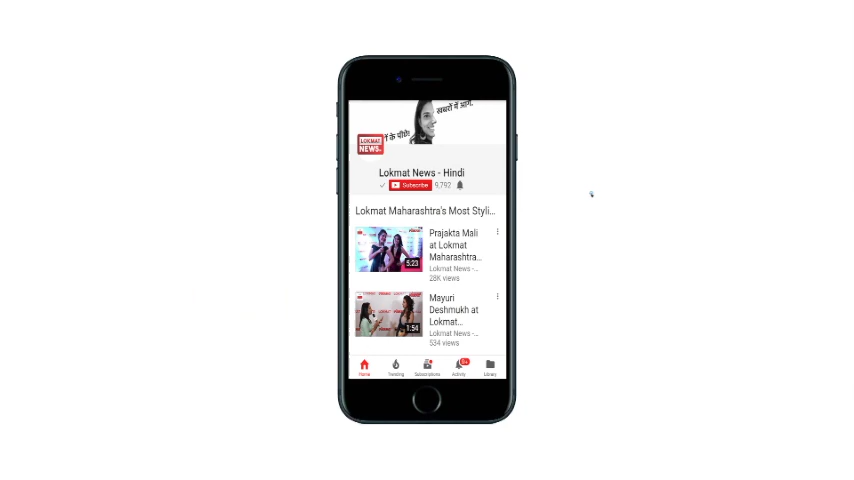 खबरों में आगे,
के पीछे!
LOKMAT
NEWS
Lokmat News - Hindi
Subscribe 9,792
Lokmat Maharashtra's Most Styli...
Prajakta Mali
at Lokmat
Maharashtra...
Lokmat News -...
28K views
5:23
Mayuri
Deshmukh at
Lokmat...
Lokmat News -...
534 views
1:54
Home Trending Subscriptions Activity Library